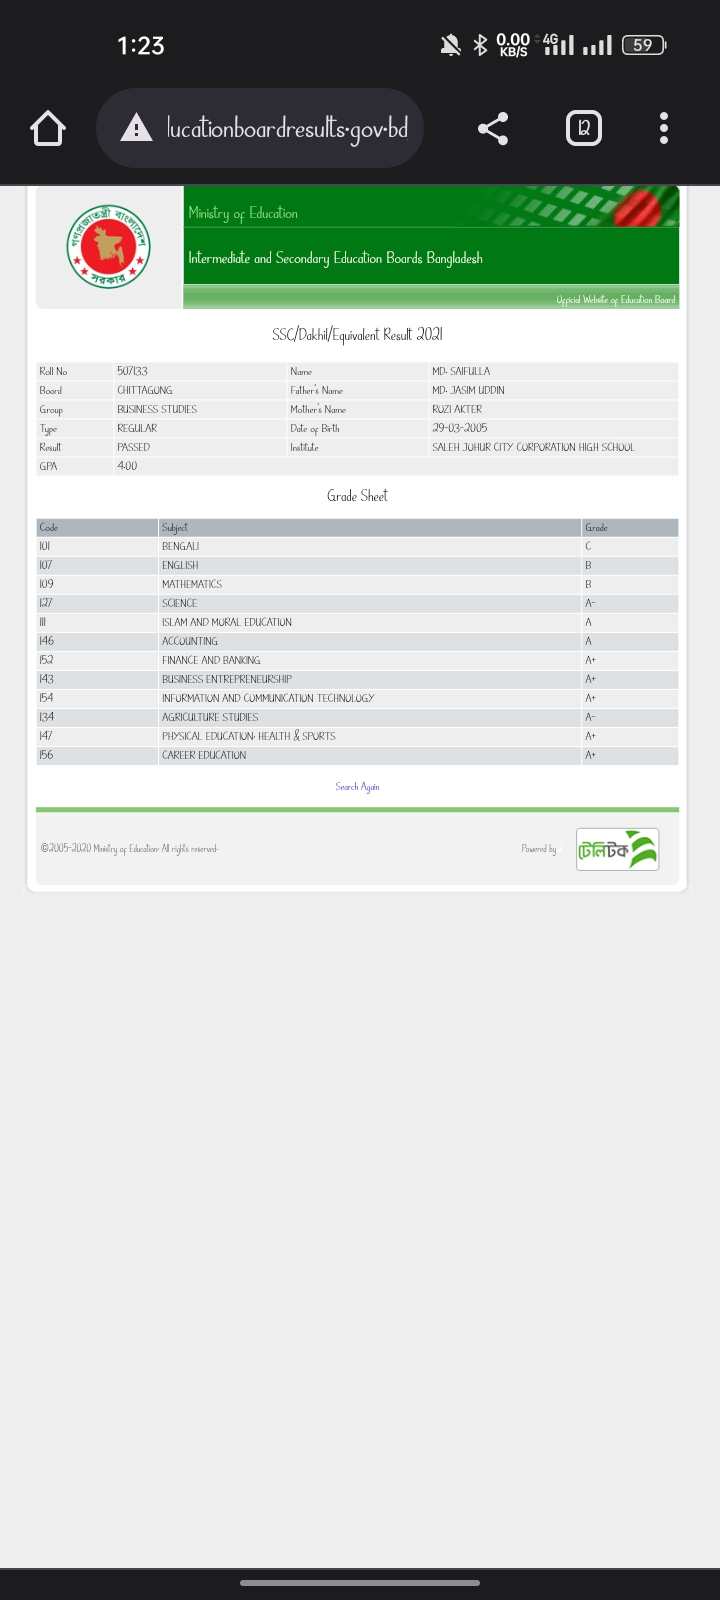 1:23
0.00
KB/S
4G
59
lucationboardresults.gov.bd
12
গণপ্রজাতন্ত্রী বাংলাদেশ
সরকার
Ministry of Education
Intermediate and Secondary Education Boards Bangladesh
Official Website of Education Board
SSC/Dakhil/Equivalent Result 2021
Roll No 507133 Name MD. SAIFULLA
Board CHITTAGONG Father's Name MD. JASIM UDDIN
Group BUSINESS STUDIES Mother's Name ROZI AKTER
Type REGULAR Date of Birth 29-03-2005
Result PASSED Institute SALEH JOHUR CITY CORPORATION HIGH SCHOOL
GPA 4.00
Grade Sheet
Code Subject Grade
101 BENGALI C
107 ENGLISH B
109 MATHEMATICS B
127 SCIENCE A-
111 ISLAM AND MORAL EDUCATION A
146 ACCOUNTING A
152 FINANCE AND BANKING A+
143 BUSINESS ENTREPRENEURSHIP A+
154 INFORMATION AND COMMUNICATION TECHNOLOGY A+
134 AGRICULTURE STUDIES A-
147 PHYSICAL EDUCATION, HEALTH & SPORTS A+
156 CAREER EDUCATION A+
Search Again
©2005-2020 Ministry of Education. All rights reserved.
Powered by
টেলিটক